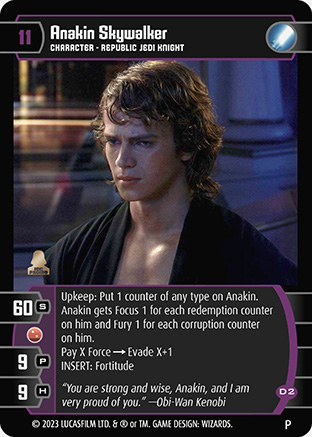 11
Anakin Skywalker
CHARACTER - REPUBLIC JEDI KNIGHT
60 S
9 P
9 H
Upkeep: Put 1 counter of any type on Anakin.
Anakin gets Focus 1 for each redemption counter
on him and Fury 1 for each corruption counter
on him.
Pay X Force → Evade X+1
INSERT: Fortitude
“You are strong and wise, Anakin, and I am
very proud of you.” —Obi-Wan Kenobi
D2
© 2023 LUCASFILM LTD. & ® or TM. GAME DESIGN: WIZARDS.
P